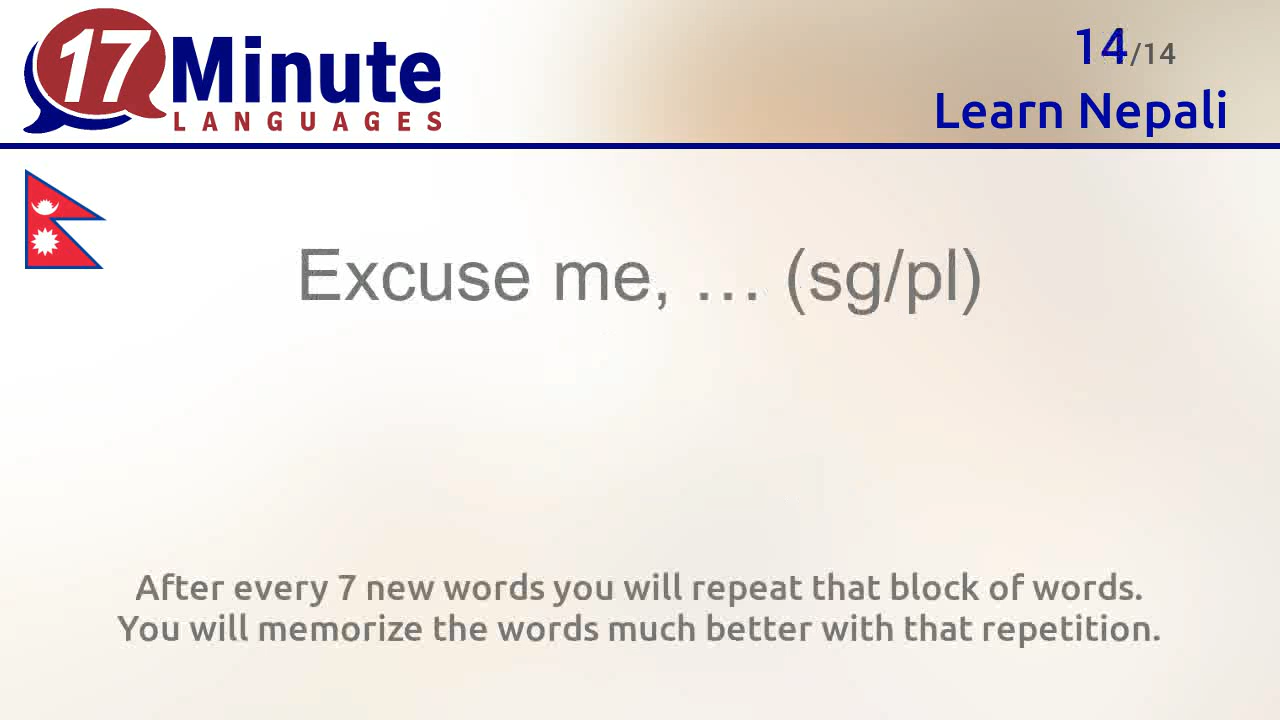 17 Minute
LANGUAGES
14/14
Learn Nepali
Excuse me, … (sg/pl)
After every 7 new words you will repeat that block of words.
You will memorize the words much better with that repetition.